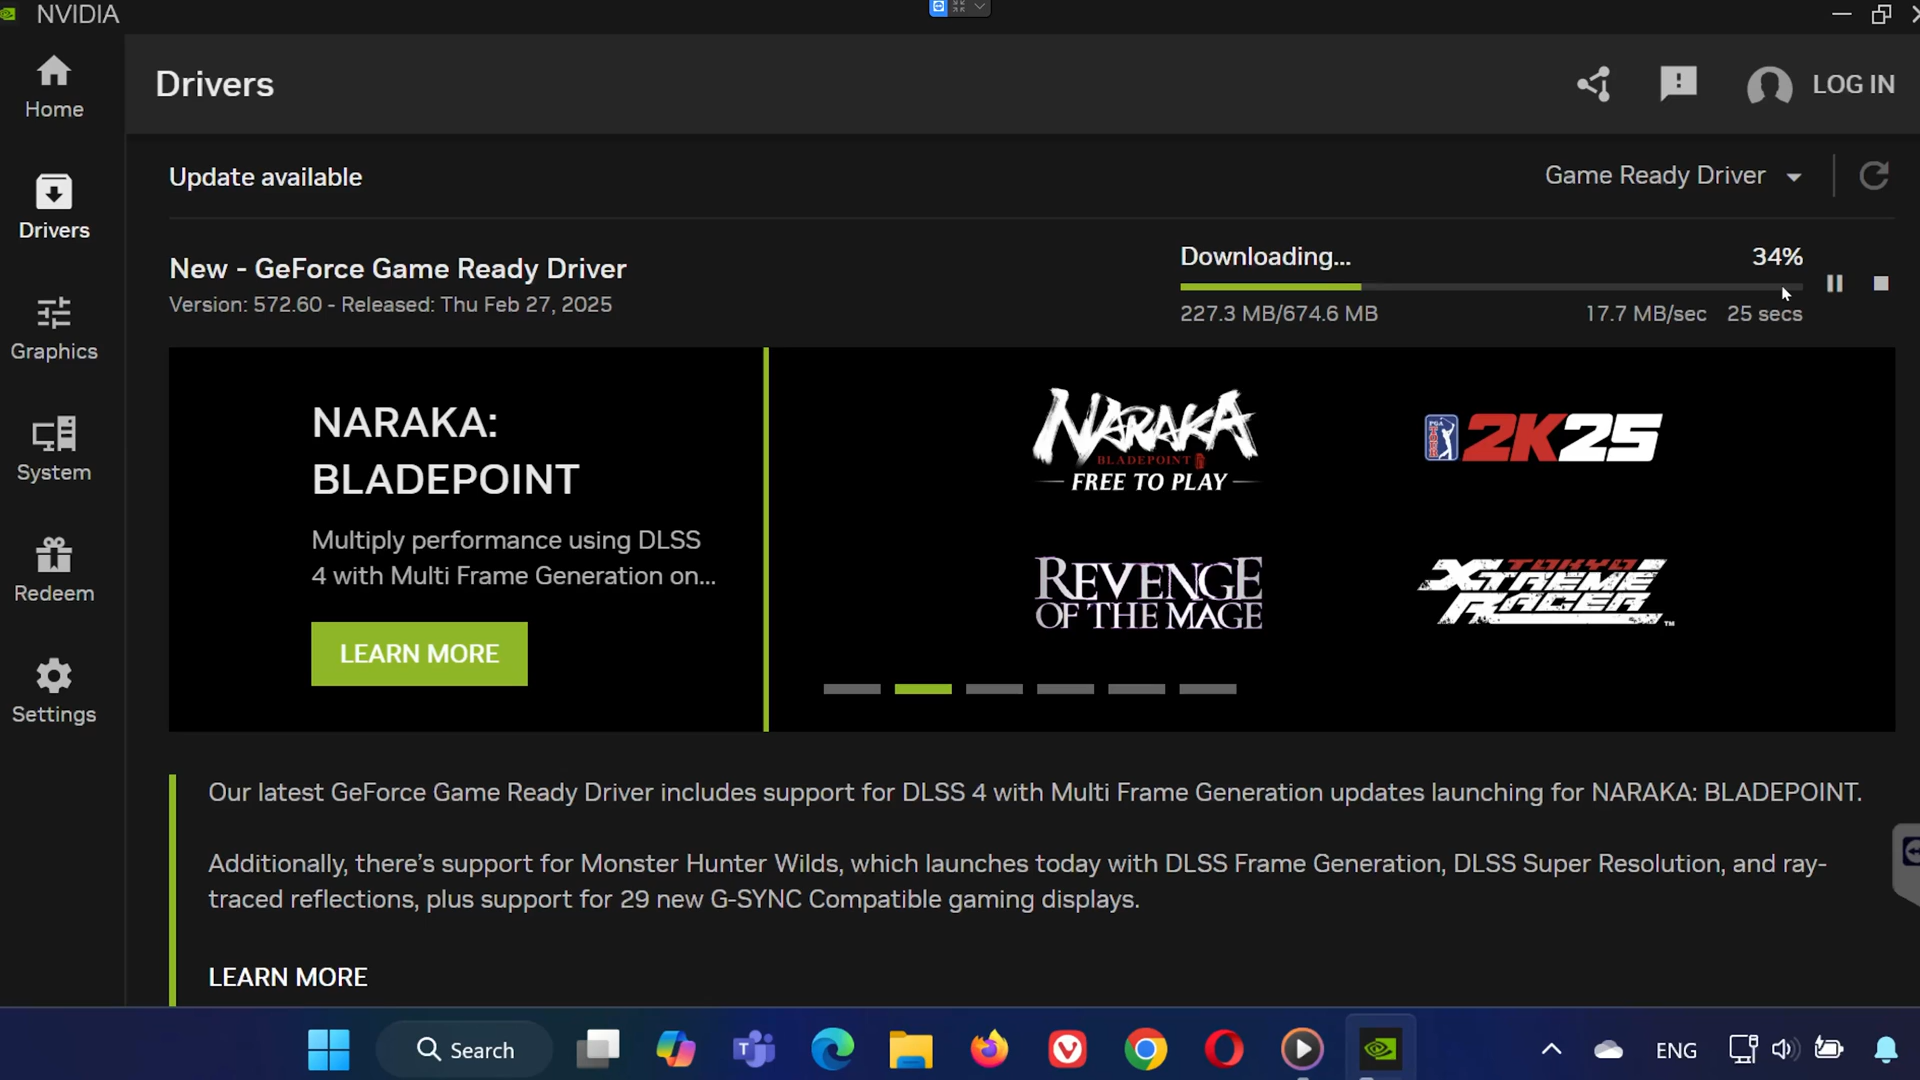 NVIDIA
Home
Drivers
Graphics
System
Redeem
Settings
Drivers
LOG IN
Update available
Game Ready Driver
New - GeForce Game Ready Driver
Version: 572.60 - Released: Thu Feb 27, 2025
Downloading...
34%
227.3 MB/674.6 MB
17.7 MB/sec
25 secs
NARAKA:
BLADEPOINT
Multiply performance using DLSS
4 with Multi Frame Generation on...
LEARN MORE
NARAKA
BLADEPOINT
FREE TO PLAY
PGA TOUR 2K25
REVENGE
OF THE MAGE
TOKYO
XTREME
RACER™
Our latest GeForce Game Ready Driver includes support for DLSS 4 with Multi Frame Generation updates launching for NARAKA: BLADEPOINT.
Additionally, there’s support for Monster Hunter Wilds, which launches today with DLSS Frame Generation, DLSS Super Resolution, and ray-
traced reflections, plus support for 29 new G-SYNC Compatible gaming displays.
LEARN MORE
Search
ENG